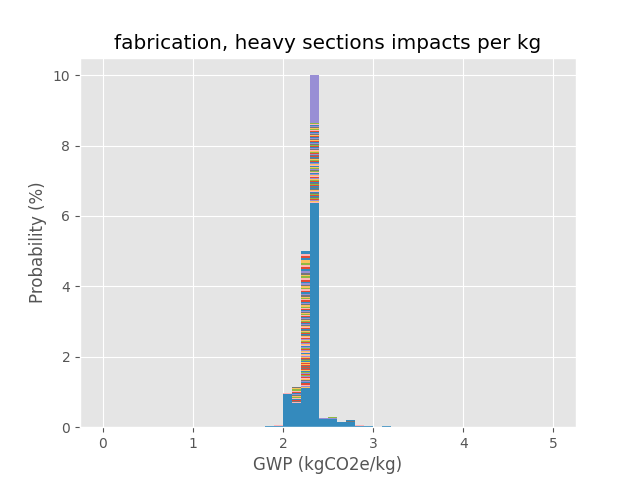 fabrication, heavy sections impacts per kg
Probability (%)
10
8
6
4
2
0
0 1 2 3 4 5
GWP (kgCO2e/kg)